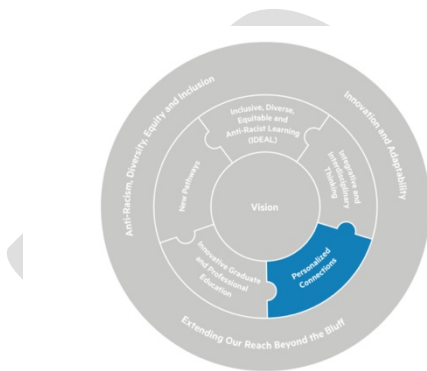 Anti-Racism, Diversity, Equity and Inclusion
Innovation and Adaptability
Inclusive, Diverse,
Equitable and
Anti-Racist Learning
(IDEAL)
New Pathways
Integrative and
Interdisciplinary
Thinking
Vision
Innovative Graduate
and Professional
Education
Personalized
Connections
Extending Our Reach Beyond the Bluff